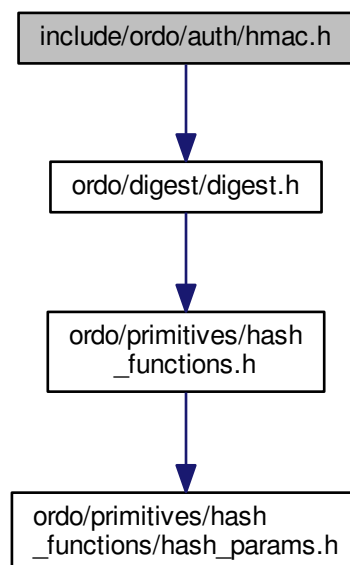 include/ordo/auth/hmac.h
ordo/digest/digest.h
ordo/primitives/hash
_functions.h
ordo/primitives/hash
_functions/hash_params.h